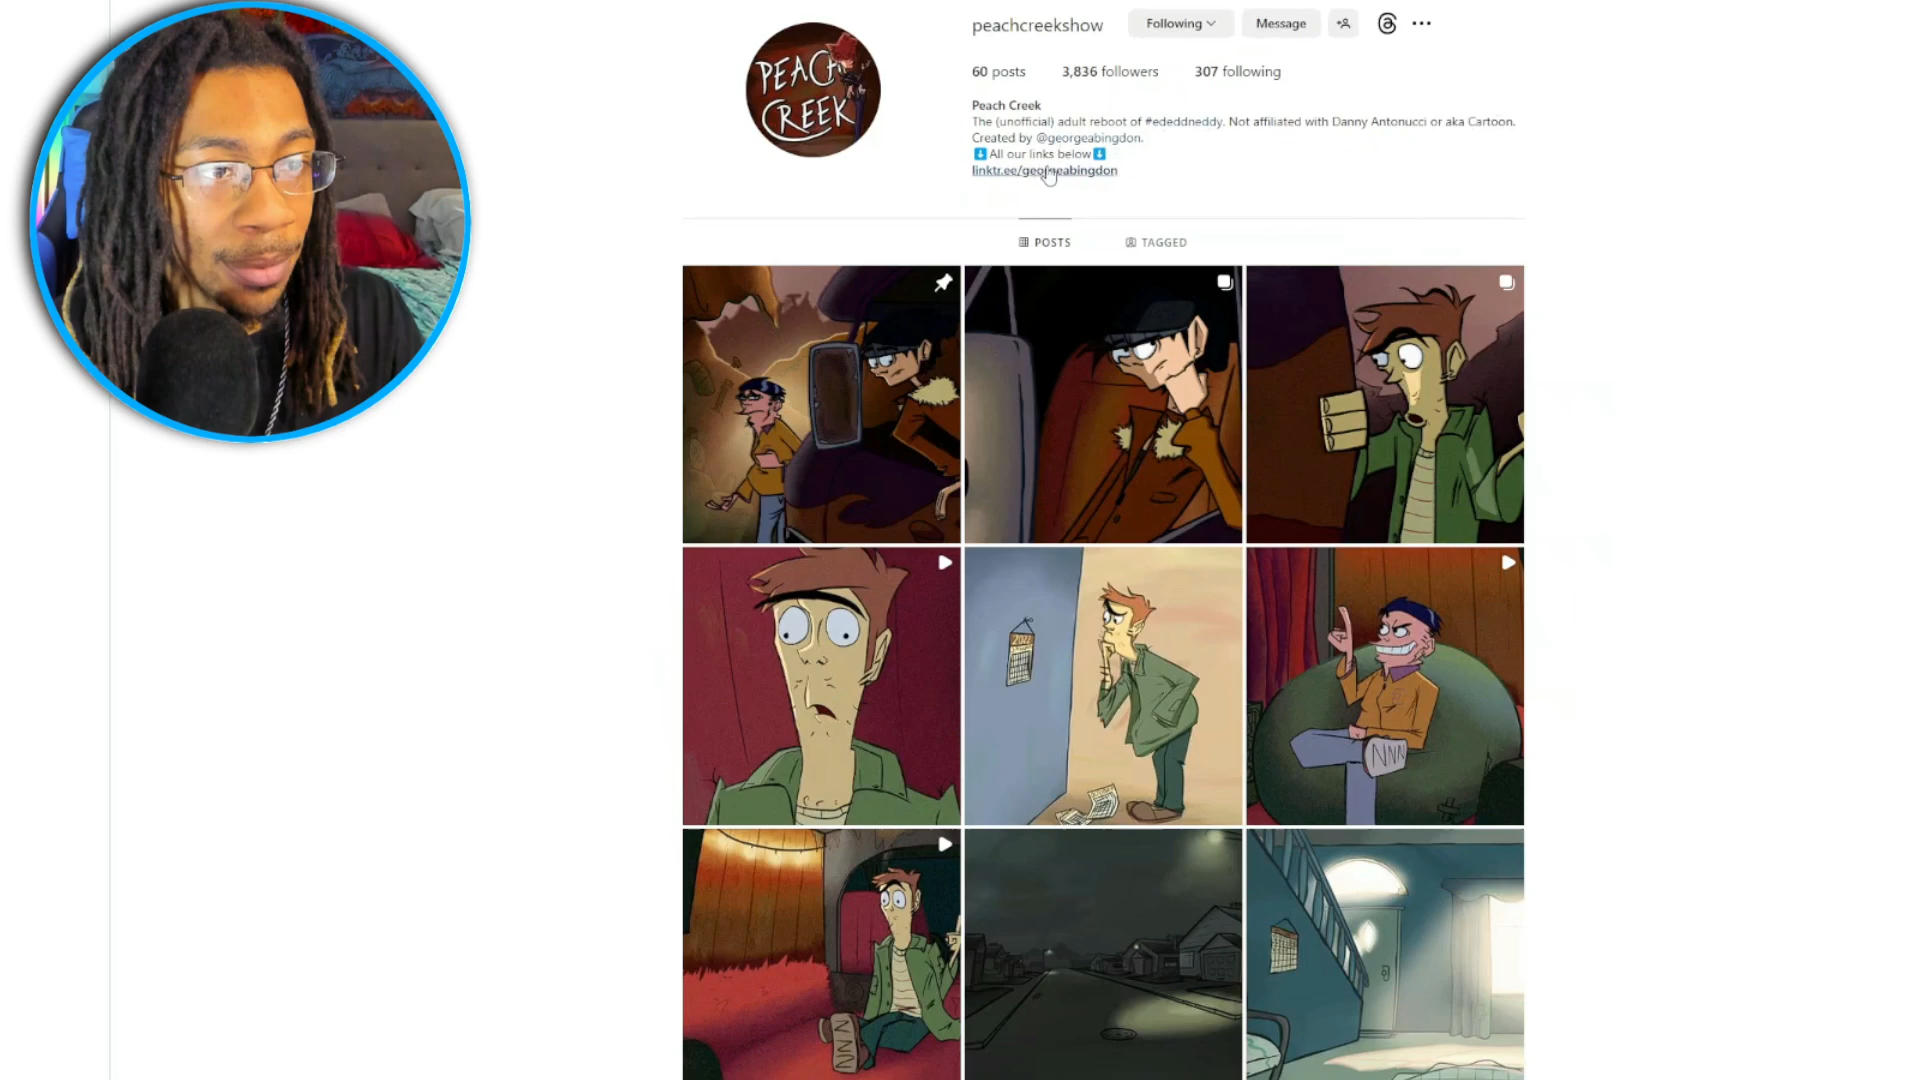 peachcreekshow
Following
Message
60 posts
3,836 followers
307 following
Peach Creek
The (unofficial) adult reboot of #ededdneddy. Not affiliated with Danny Antonucci or aka Cartoon.
Created by @georgeabingdon.
⬇️All our links below⬇️
linktr.ee/georgeabingdon
POSTS
TAGGED
PEACH
CREEK
2022